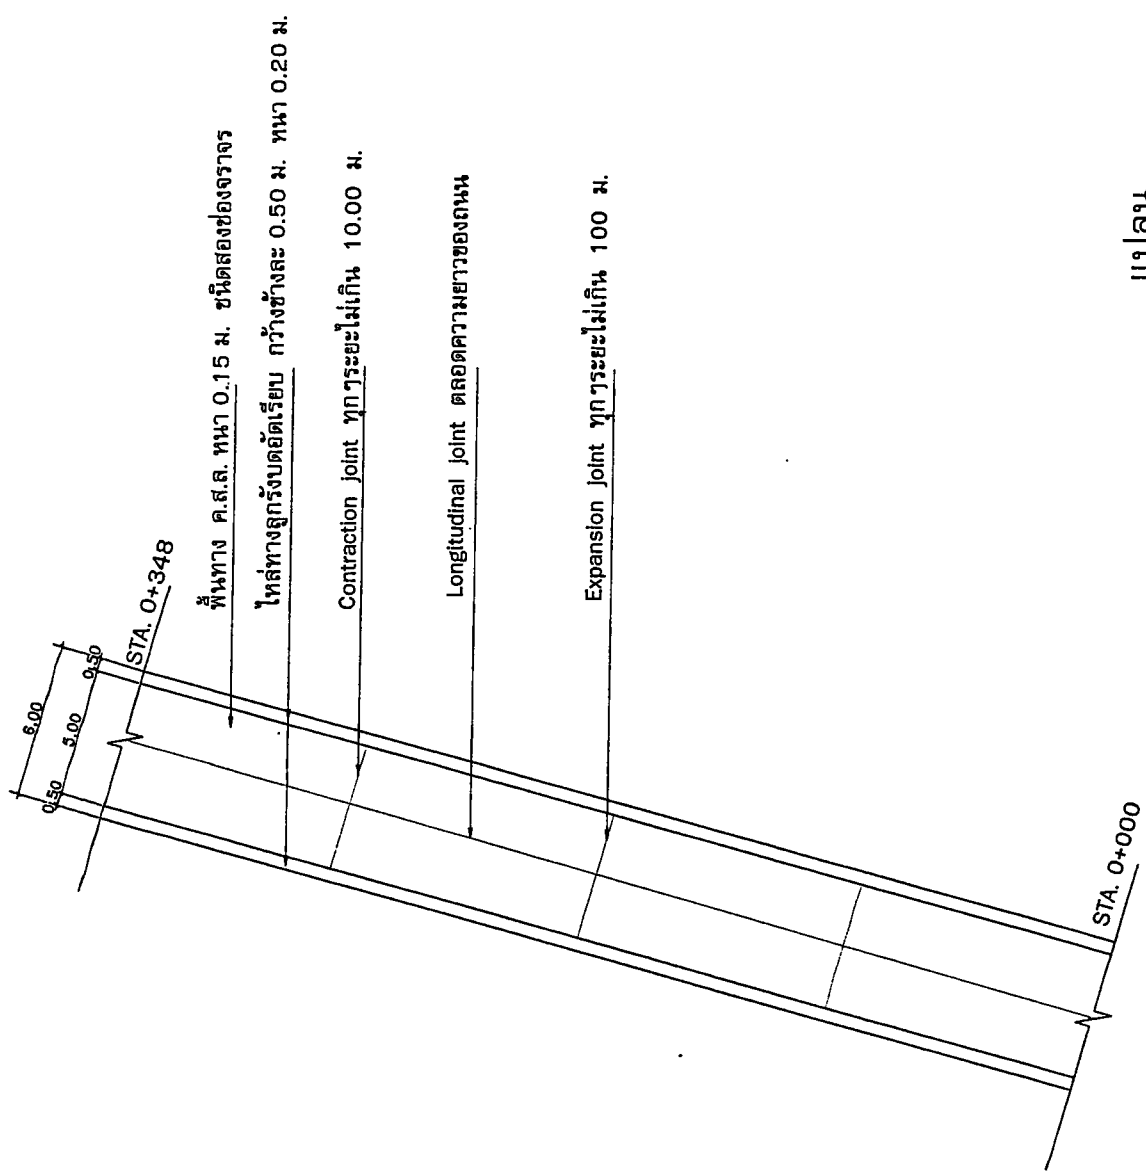 6.00
0.50
5.00
0.50
STA. 0+348
พื้นทาง ค.ส.ล. หนา 0.15 ม. ชนิดสองช่องจราจร
ไหล่ทางลูกรังบดอัดเรียบ กว้างข้างละ 0.50 ม. หนา 0.20 ม.
Contraction joint ทุกๆระยะไม่เกิน 10.00 ม.
Longitudinal joint ตลอดความยาวของถนน
Expansion joint ทุกๆระยะไม่เกิน 100 ม.
STA. 0+000
แปลน